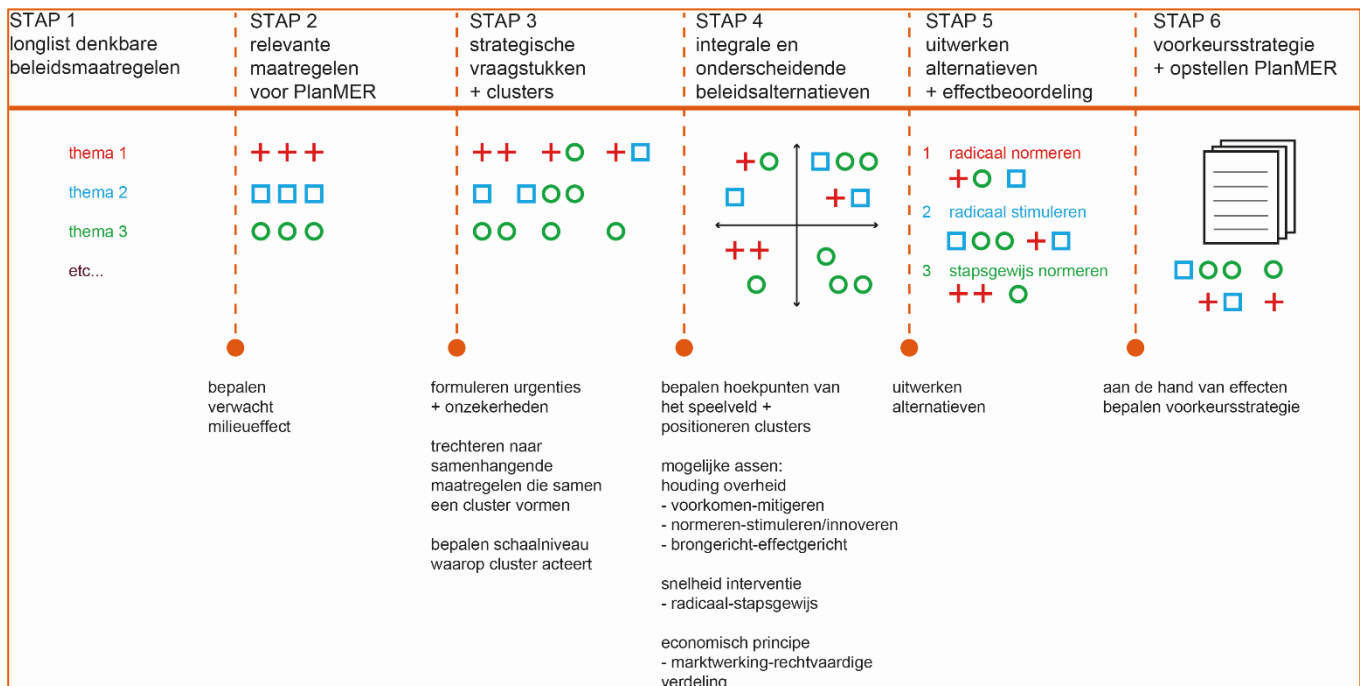 STAP 1
longlist denkbare
beleidsmaatregelen
STAP 2
relevante
maatregelen
voor PlanMER
STAP 3
strategische
vraagstukken
+ clusters
STAP 4
integrale en
onderscheidende
beleidsalternatieven
STAP 5
uitwerken
alternatieven
+ effectbeoordeling
STAP 6
voorkeursstrategie
+ opstellen PlanMER
thema 1
thema 2
thema 3
etc...
1 radicaal normeren
2 radicaal stimuleren
3 stapsgewijs normeren
bepalen
verwacht
milieueffect
formuleren urgenties
+ onzekerheden
trechteren naar
samenhangende
maatregelen die samen
een cluster vormen
bepalen schaalniveau
waarop cluster acteert
bepalen hoekpunten van
het speelveld +
positioneren clusters
mogelijke assen:
houding overheid
- voorkomen-mitigeren
- normeren-stimuleren/innoveren
- brongericht-effectgericht
snelheid interventie
- radicaal-stapsgewijs
economisch principe
- marktwerking-rechtvaardige
verdeling
uitwerken
alternatieven
aan de hand van effecten
bepalen voorkeursstrategie